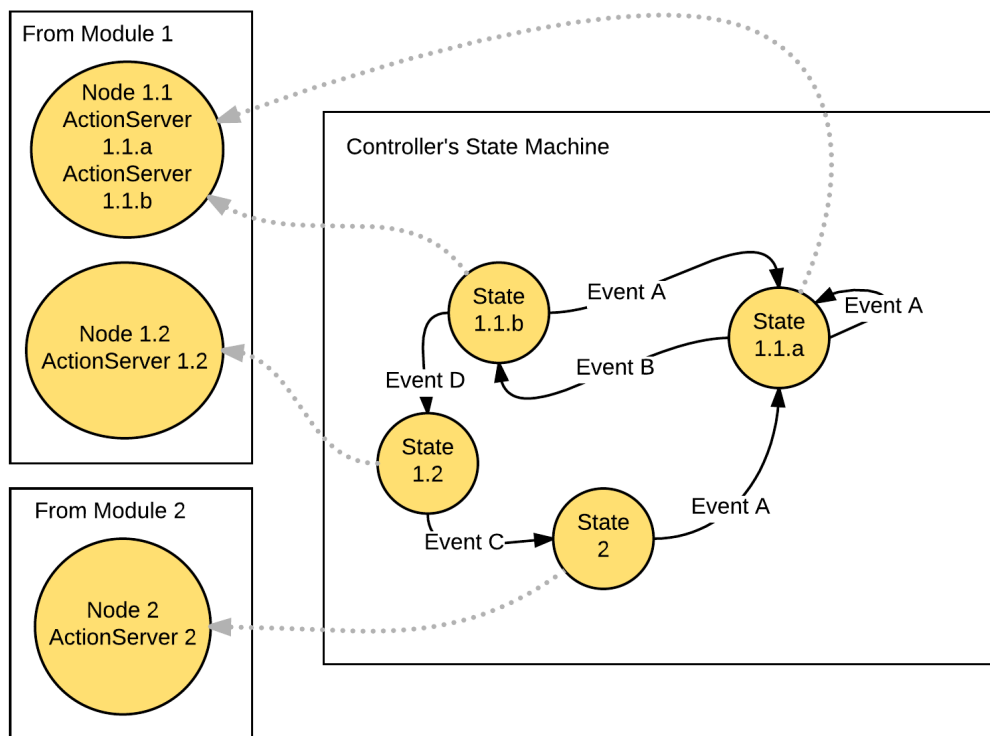 From Module 1
Node 1.1
ActionServer
1.1.a
ActionServer
1.1.b
Node 1.2
ActionServer 1.2
From Module 2
Node 2
ActionServer 2
Controller's State Machine
State
1.1.b
Event A
State
1.1.a
Event A
Event B
Event D
State
1.2
Event C
State
2
Event A